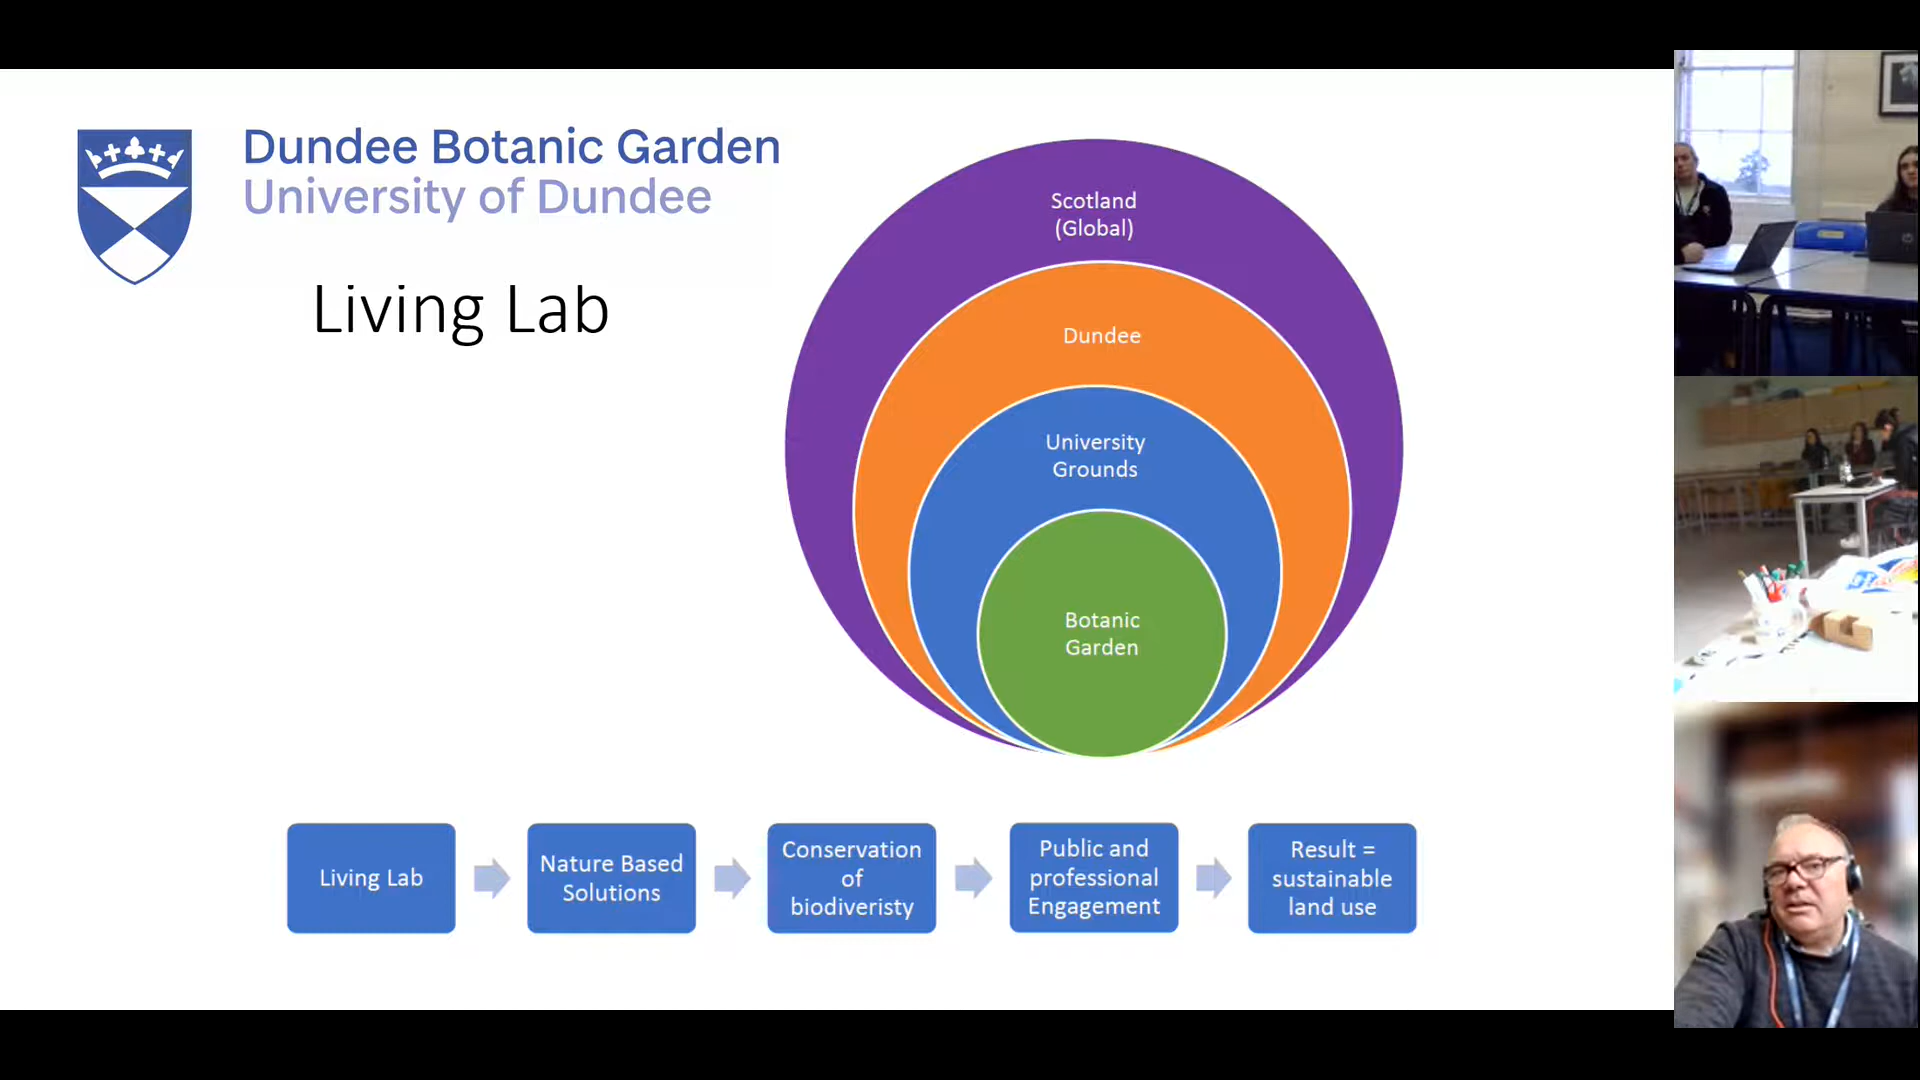 Dundee Botanic Garden
University of Dundee
Living Lab
Scotland
(Global)
Dundee
University
Grounds
Botanic
Garden
Living Lab
Nature Based
Solutions
Conservation
of
biodiveristy
Public and
professional
Engagement
Result =
sustainable
land use